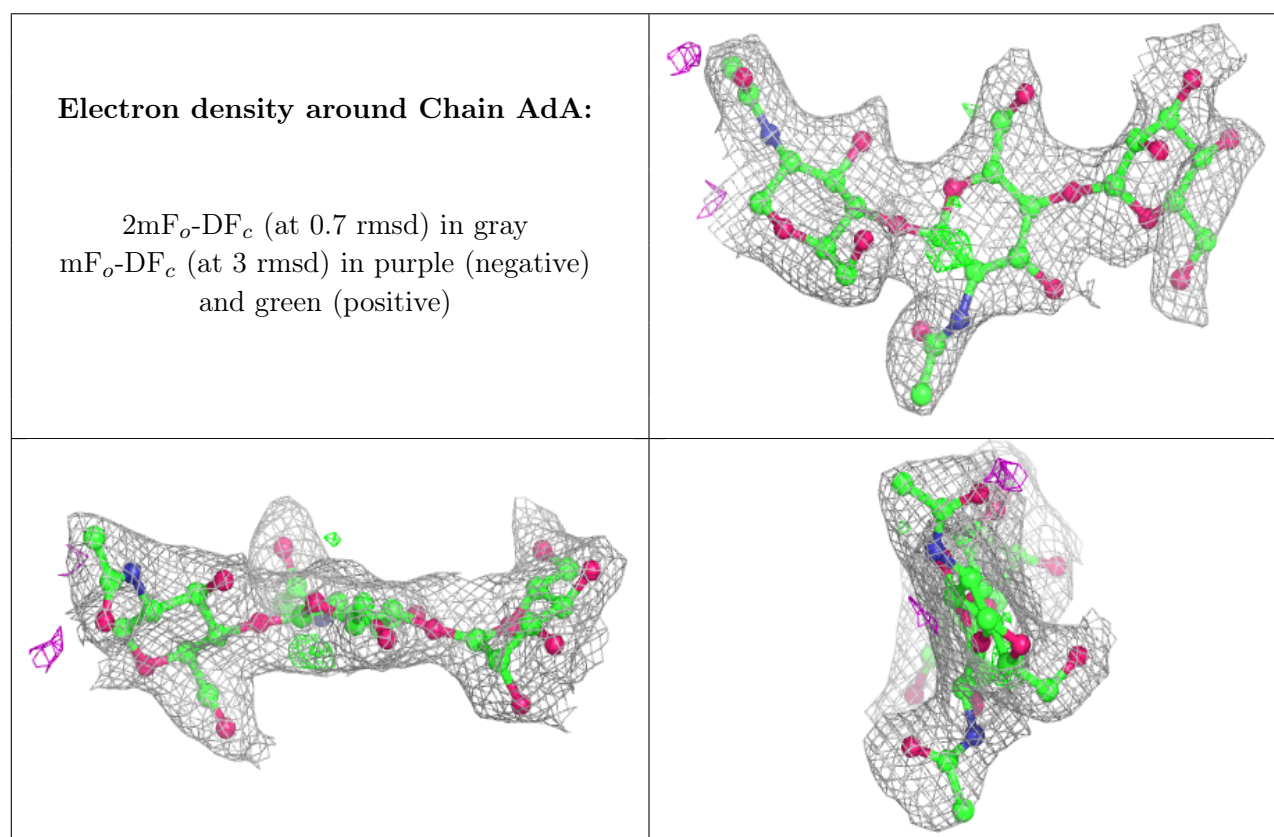 Electron density around Chain AdA:
2mFo-DFc (at 0.7 rmsd) in gray
mFo-DFc (at 3 rmsd) in purple (negative)
and green (positive)